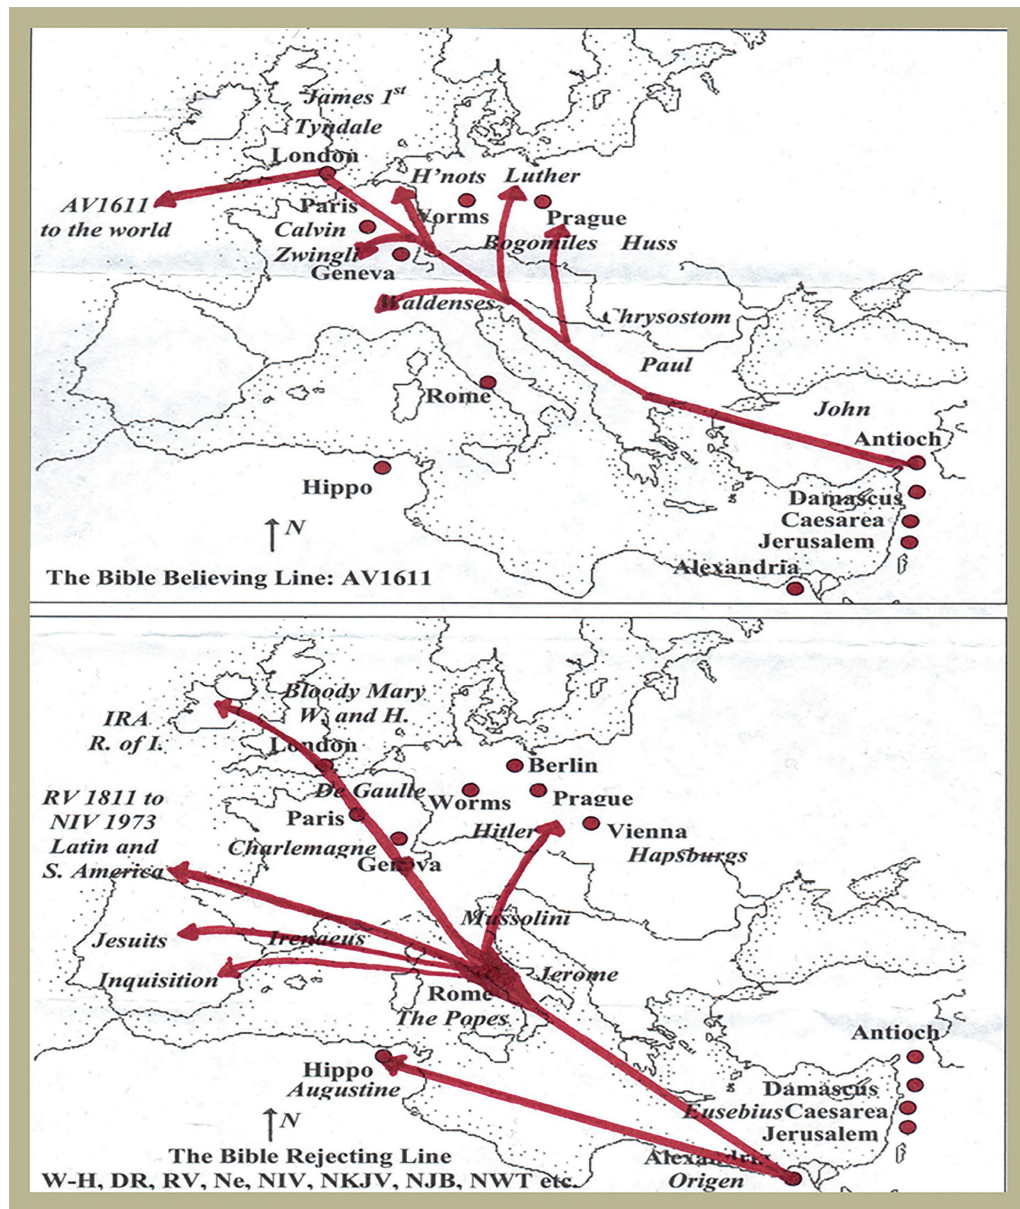 James 1st
Tyndale
London
H'nots Luther
AV1611
to the world
Paris
Worms
Prague
Calvin
Bogomiles Huss
Zwingli
Geneva
Waldenses
Chrysostom
Paul
Rome
John
Antioch
Hippo
Damascus
Caesarea
Jerusalem
N
Alexandria
The Bible Believing Line: AV1611
Bloody Mary
W. and H.
IRA
R. of I.
London
Berlin
De Gaulle
Worms
Prague
RV 1811 to
NIV 1973
Latin and
S. America
Paris
Hitler
Vienna
Charlemagne
Geneva
Hapsburgs
Mussolini
Jesuits
Irenaeus
Inquisition
Jerome
Rome
The Popes
Antioch
Hippo
Augustine
Damascus
Eusebius Caesarea
Jerusalem
N
The Bible Rejecting Line
Alexandria
Origen
W-H, DR, RV, Ne, NIV, NKJV, NJB, NWT etc.